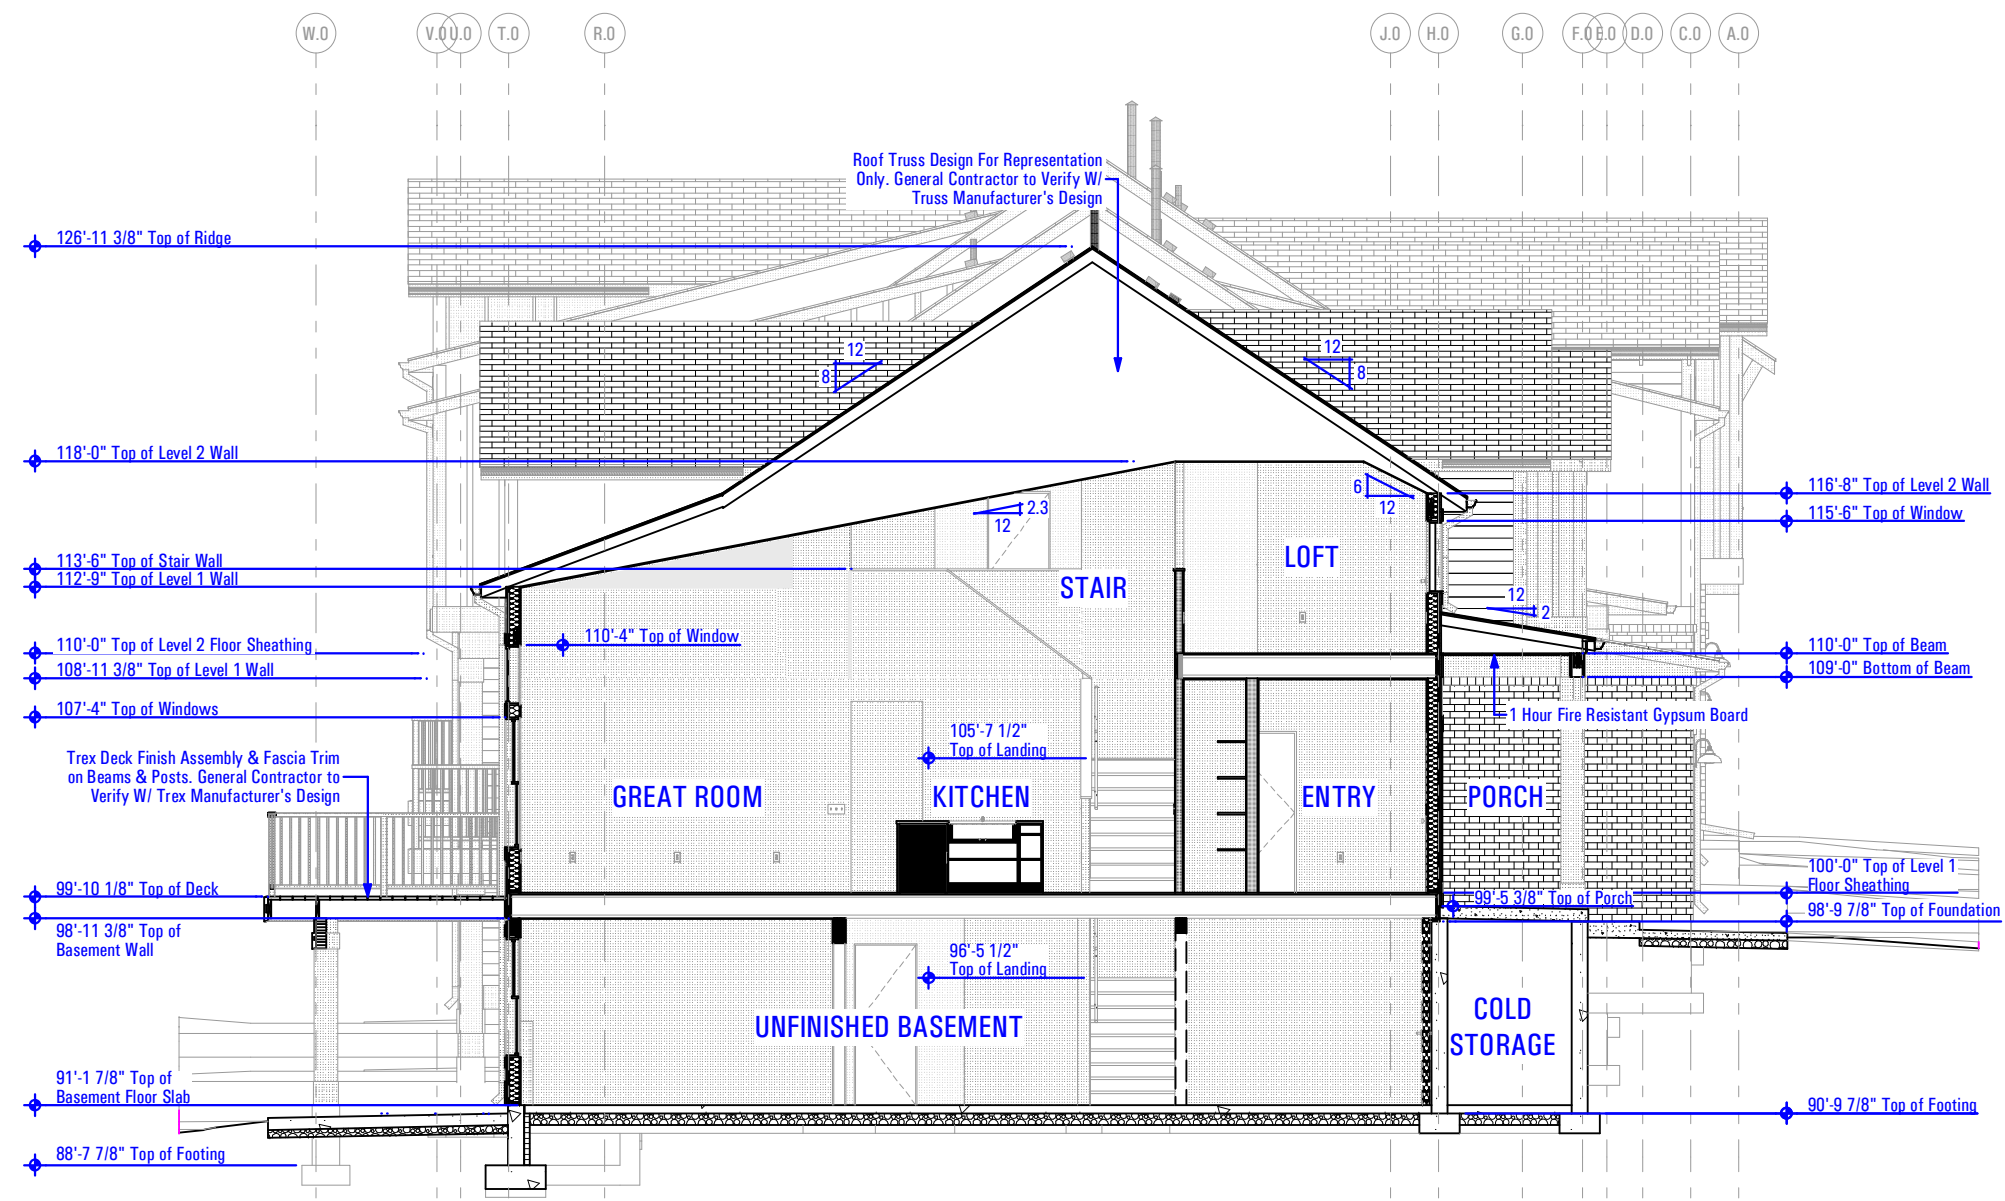 W.0 V.0 U.0 T.0 R.0 J.0 H.0 G.0 F.0 E.0 D.0 C.0 A.0
Roof Truss Design For Representation
Only. General Contractor to Verify W/
Truss Manufacturer's Design
126'-11 3/8" Top of Ridge
12
8
12
8
118'-0" Top of Level 2 Wall
6
12
116'-8" Top of Level 2 Wall
115'-6" Top of Window
2.3
12
LOFT
113'-6" Top of Stair Wall
112'-9" Top of Level 1 Wall
STAIR
12
2
110'-4" Top of Window
110'-0" Top of Level 2 Floor Sheathing
110'-0" Top of Beam
108'-11 3/8" Top of Level 1 Wall
109'-0" Bottom of Beam
107'-4" Top of Windows
1 Hour Fire Resistant Gypsum Board
105'-7 1/2"
Top of Landing
Trex Deck Finish Assembly & Fascia Trim
on Beams & Posts. General Contractor to
Verify W/ Trex Manufacturer's Design
GREAT ROOM
KITCHEN
ENTRY
PORCH
100'-0" Top of Level 1
Floor Sheathing
99'-10 1/8" Top of Deck
99'-5 3/8" Top of Porch
98'-9 7/8" Top of Foundation
98'-11 3/8" Top of
Basement Wall
96'-5 1/2"
Top of Landing
UNFINISHED BASEMENT
COLD
STORAGE
91'-1 7/8" Top of
Basement Floor Slab
90'-9 7/8" Top of Footing
88'-7 7/8" Top of Footing